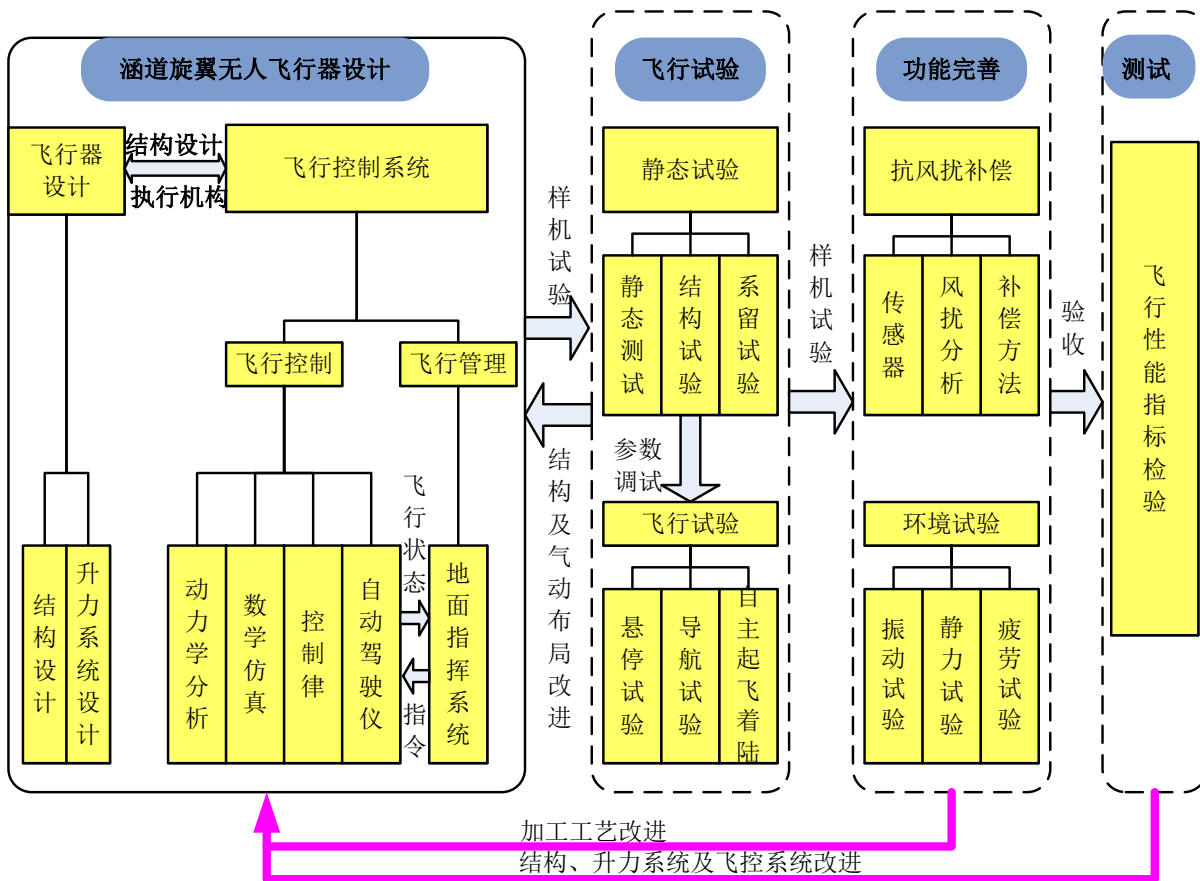 涵道旋翼无人飞行器设计
飞行器
设计
结构设计
执行机构
飞行控制系统
飞行控制
飞行管理
结构设计
升力系统设计
动力学分析
数学仿真
控制律
自动驾驶仪
飞行状态
指令
地面指挥系统
样机试验
结构及气动布局改进
飞行试验
静态试验
静态测试
结构试验
系留试验
参数
调试
飞行试验
悬停试验
导航试验
自主起飞着陆
样机试验
功能完善
抗风扰补偿
传感器
风扰分析
补偿方法
环境试验
振动试验
静力试验
疲劳试验
验收
测试
飞行性能指标检验
加工工艺改进
结构、升力系统及飞控系统改进